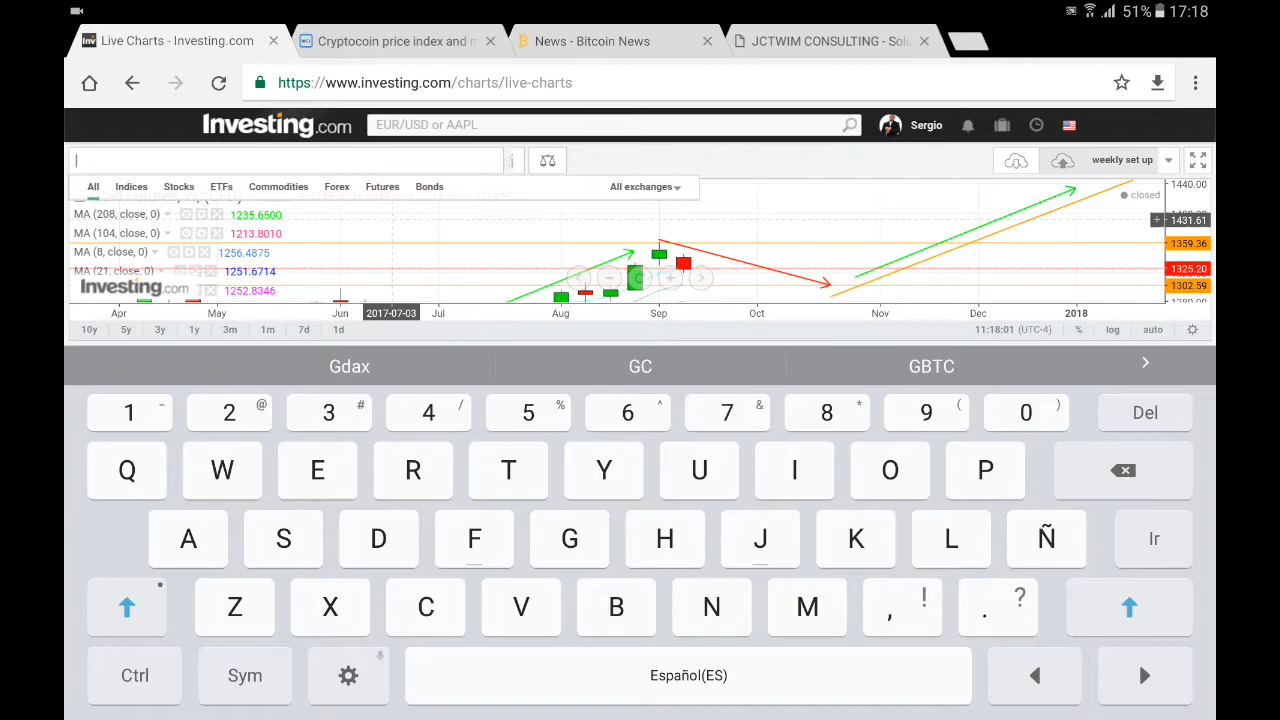 51% 17:18
Live Charts - Investing.com Cryptocoin price index and m News - Bitcoin News JCTWIM CONSULTING - Solu
https://www.investing.com/charts/live-charts
Investing.com EUR/USD or AAPL Sergio
weekly set up
All Indices Stocks ETFs Commodities Forex Futures Bonds All exchanges
1440.00
closed
MA (208, close, 0) 1235.6500
+ 1431.61
MA (104, close, 0) 1213.8010
1359.36
MA (8, close, 0) 1256.4875
MA (21, close, 0) 1251.6714
1325.20
Investing.com 1252.8346
1302.59
1280.00
Apr May Jun 2017-07-03 Jul Aug Sep Oct Nov Dec 2018
10y 5y 3y 1y 3m 1m 7d 1d 11:18:01 (UTC-4) % log auto
Gdax GC GBTC
1 - 2 @ 3 # 4 / 5 % 6 ^ 7 & 8 * 9 ( 0 ) Del
Q W E R T Y U I O P
A S D F G H J K L Ñ Ir
Z X C V B N M , ! . ?
Ctrl Sym Español(ES)